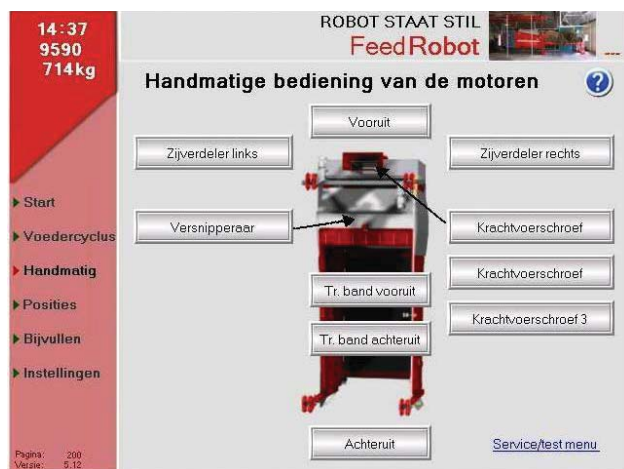 14:37
9590
714kg
ROBOT STAAT STIL
FeedRobot
---
Handmatige bediening van de motoren
?
Vooruit
Zijverdeler links
Zijverdeler rechts
Versnipperaar
Krachtvoerschroef
Krachtvoerschroef
Krachtvoerschroef 3
Tr. band vooruit
Tr. band achteruit
Achteruit
Service/test menu
Start
Voedercyclus
Handmatig
Posities
Bijvullen
Instellingen
Pagina: 200
Versie: 5.12